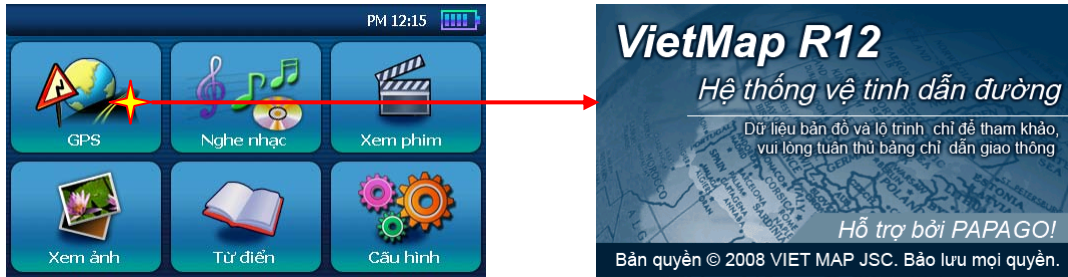 PM 12:15
GPS
Nghe nhạc
Xem phim
Xem ảnh
Từ điển
Cấu hình
VietMap R12
Hệ thống vệ tinh dẫn đường
Dữ liệu bản đồ và lộ trình chỉ để tham khảo,
vui lòng tuân thủ bảng chỉ dẫn giao thông
Hỗ trợ bởi PAPAGO!
Bản quyền © 2008 VIET MAP JSC. Bảo lưu mọi quyền.